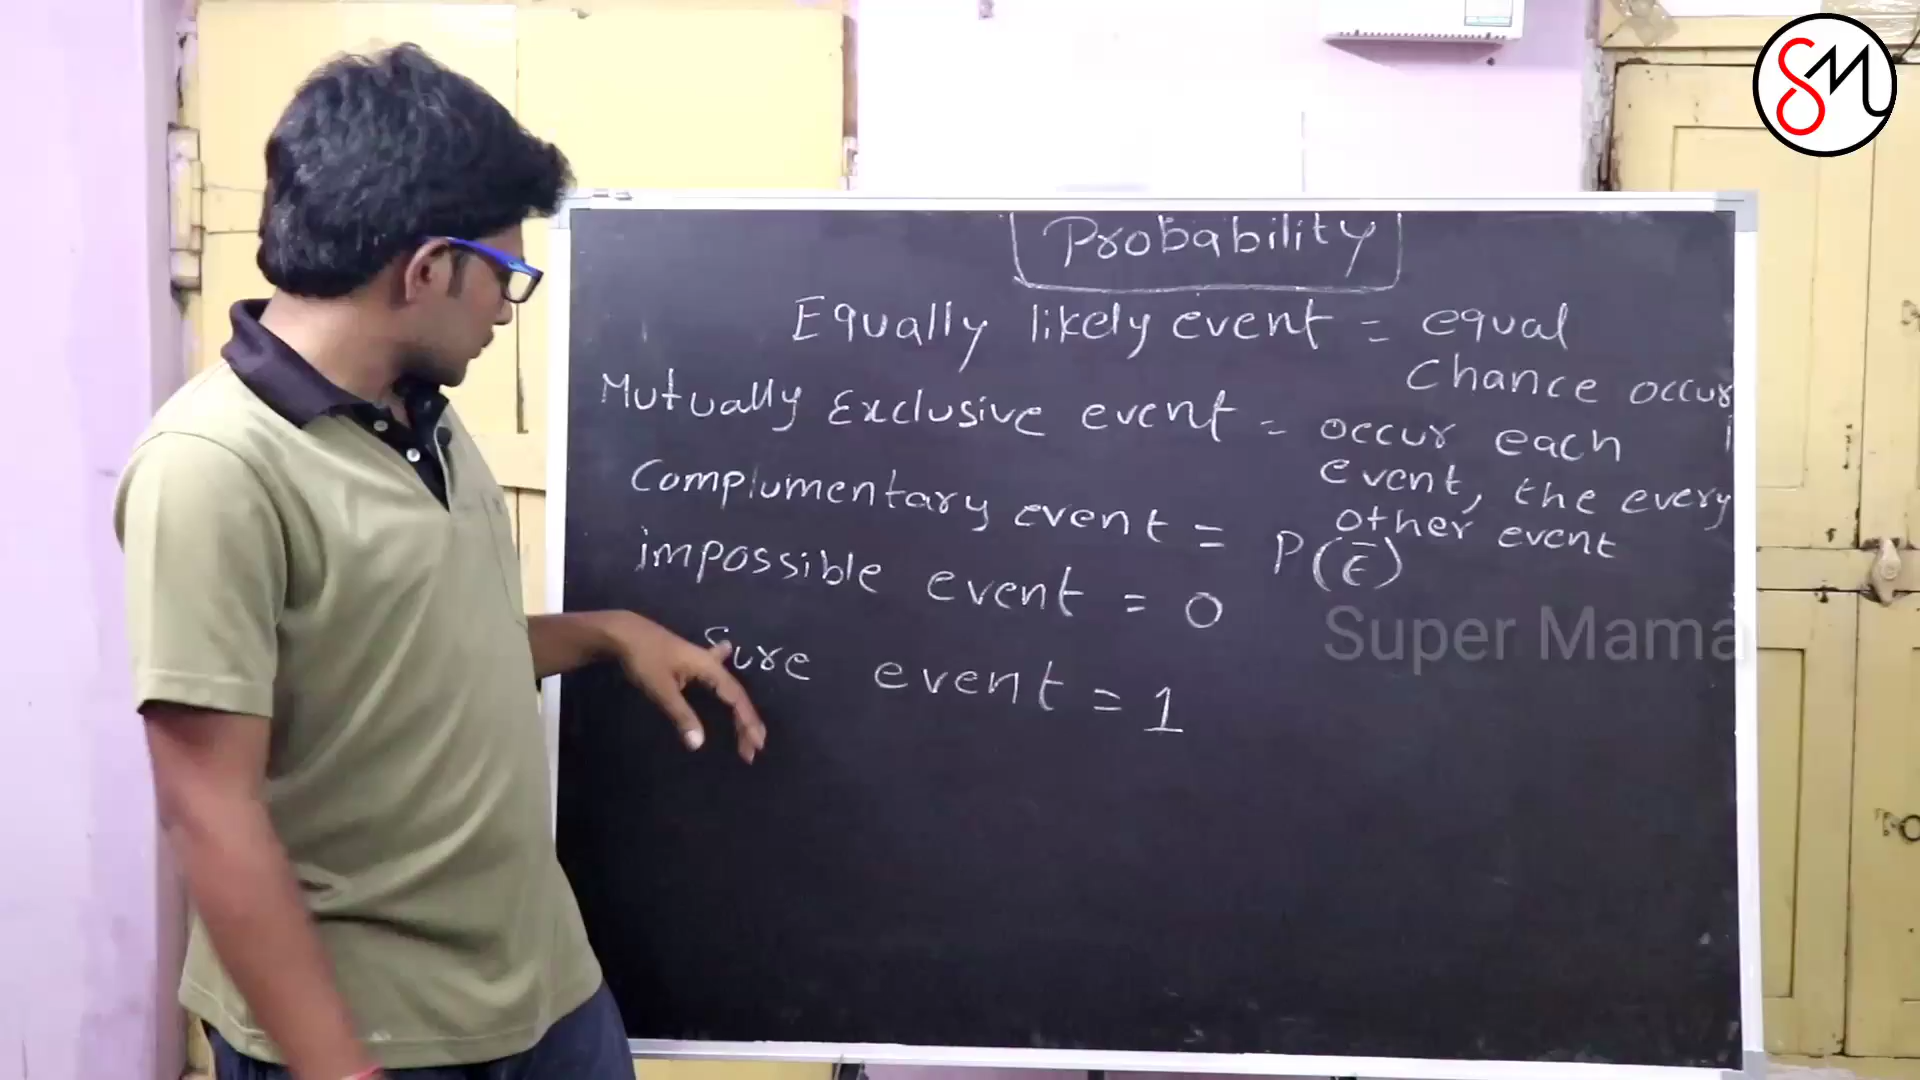 SM
Probability
Equally likely event = equal
Chance occur
Mutually Exclusive event = occur each
event, the every
other event
Complumentary event = P(Ē)
impossible event = 0
Sure event = 1
Super Mama